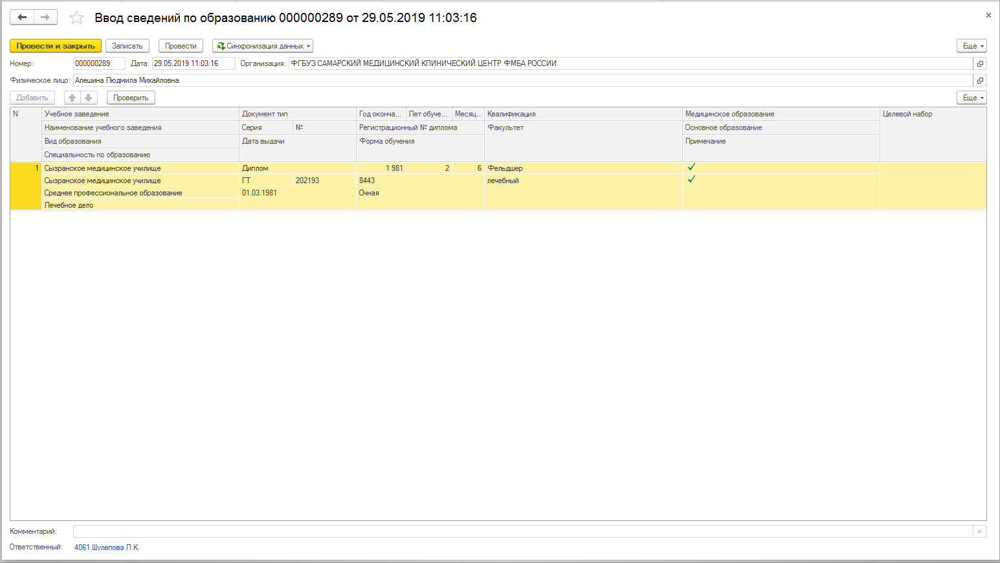 Ввод сведений по образованию 000000289 от 29.05.2019 11:03:16
Провести и закрыть Записать Провести Синхронизация данных Еще
Номер: 000000289 Дата: 29.05.2019 11:03:16 Организация: ФГБУЗ САМАРСКИЙ МЕДИЦИНСКИЙ КЛИНИЧЕСКИЙ ЦЕНТР ФМБА РОССИИ
Физическое лицо: Алешина Людмила Михайловна
Добавить Проверить Еще
N Учебное заведение Документ тип Год оконча... Лет обуче... Месяц... Квалификация Медицинское образование Целевой набор
Наименование учебного заведения Серия № Регистрационный № диплома Факультет Основное образование
Вид образования Дата выдачи Форма обучения Примечание
Специальность по образованию
1 Сызранское медицинское училище Диплом 1 981 2 6 Фельдшер
Сызранское медицинское училище ГТ 202193 8443 лечебный
Среднее профессиональное образование 01.03.1981 Очная
Лечебное дело
Комментарий:
Ответственный: 4061 Шулепова Л.К.